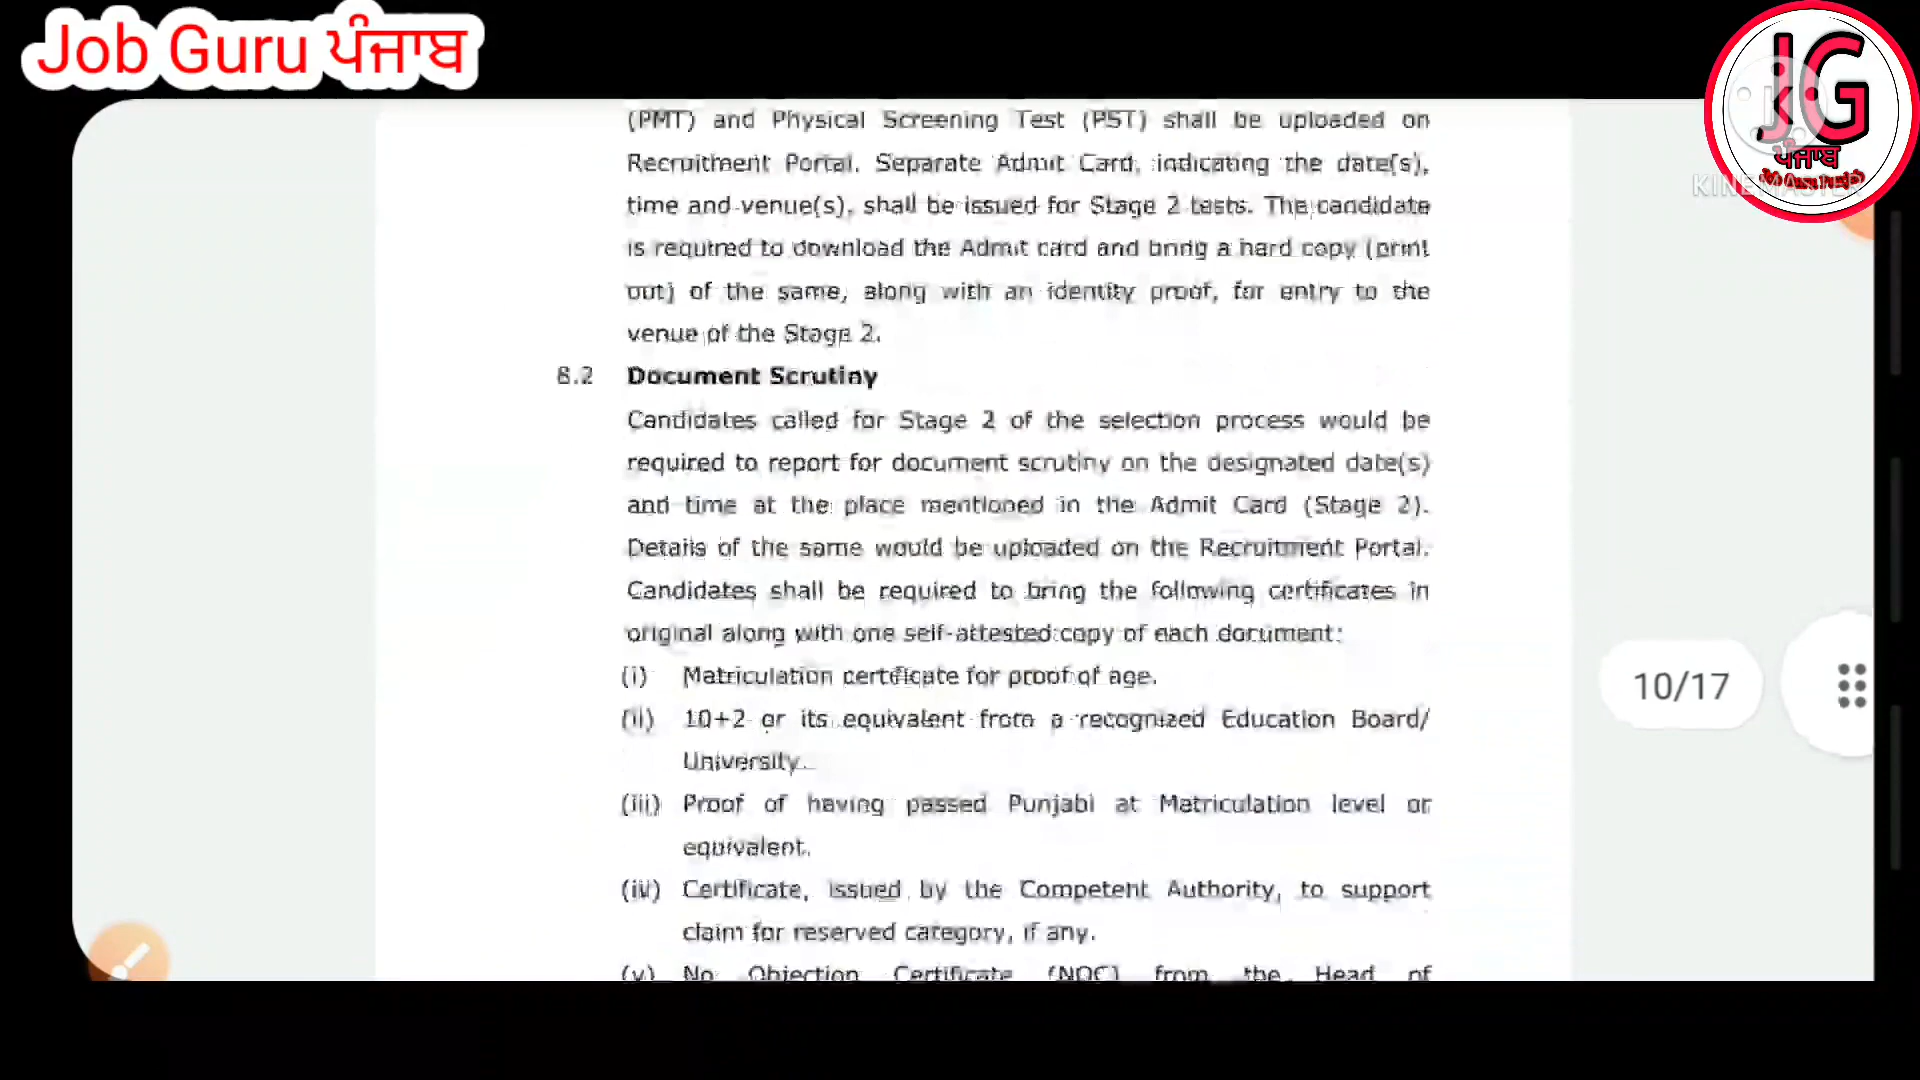 Job Guru ਪੰਜਾਬ
JG
ਪੰਜਾਬ
KINEMASTER
(PMT) and Physical Screening Test (PST) shall be uploaded on
Recruitment Portal. Separate Admit Card, indicating the date(s),
time and venue(s), shall be issued for Stage 2 tests. The candidate
is required to download the Admit card and bring a hard copy (print
out) of the same, along with an identity proof, for entry to the
venue of the Stage 2.
8.2 Document Scrutiny
Candidates called for Stage 2 of the selection process would be
required to report for document scrutiny on the designated date(s)
and time at the place mentioned in the Admit Card (Stage 2).
Details of the same would be uploaded on the Recruitment Portal.
Candidates shall be required to bring the following certificates in
original along with one self-attested copy of each document:
(i) Matriculation certificate for proof of age.
(ii) 10+2 or its equivalent from a recognized Education Board/
University.
(iii) Proof of having passed Punjabi at Matriculation level or
equivalent.
(iv) Certificate, issued by the Competent Authority, to support
claim for reserved category, if any.
(v) No Objection Certificate (NOC) from the Head of
10/17